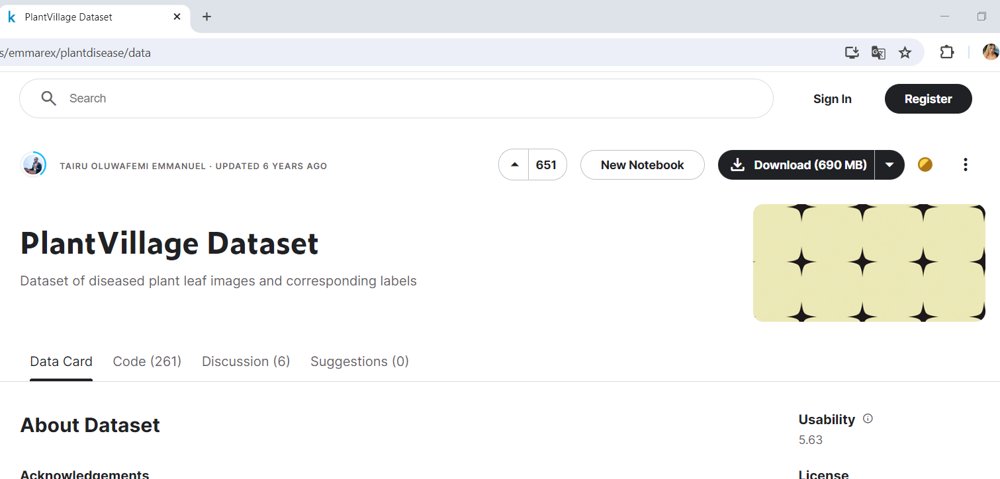 PlantVillage Dataset
s/emmarex/plantdisease/data
Search
Sign In
Register
TAIRU OLUWAFEMI EMMANUEL · UPDATED 6 YEARS AGO
651
New Notebook
Download (690 MB)
PlantVillage Dataset
Dataset of diseased plant leaf images and corresponding labels
Data Card
Code (261)
Discussion (6)
Suggestions (0)
About Dataset
Usability
5.63
Acknowledgements
License